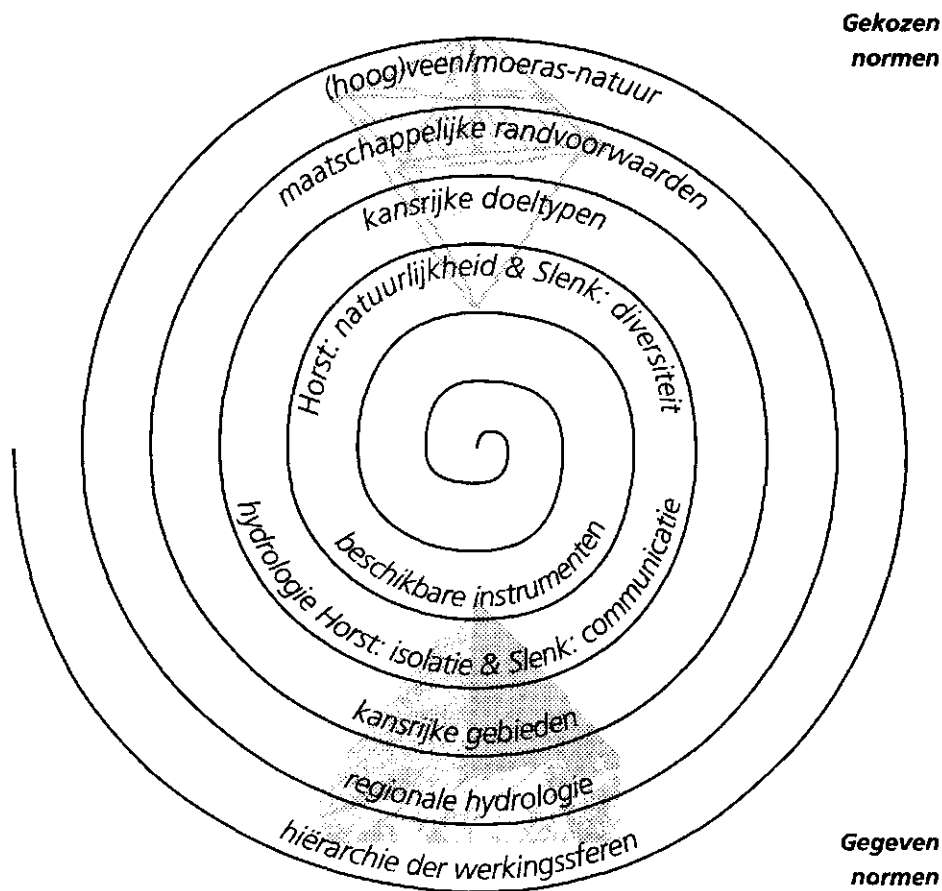 Gekozen
normen
(hoog)veen/moeras-natuur
maatschappelijke randvoorwaarden
kansrijke doeltypen
Horst: natuurlijkheid & Slenk: diversiteit
beschikbare instrumenten
hydrologie Horst: isolatie & Slenk: communicatie
kansrijke gebieden
regionale hydrologie
hiërarchie der werkingssferen
Gegeven
normen